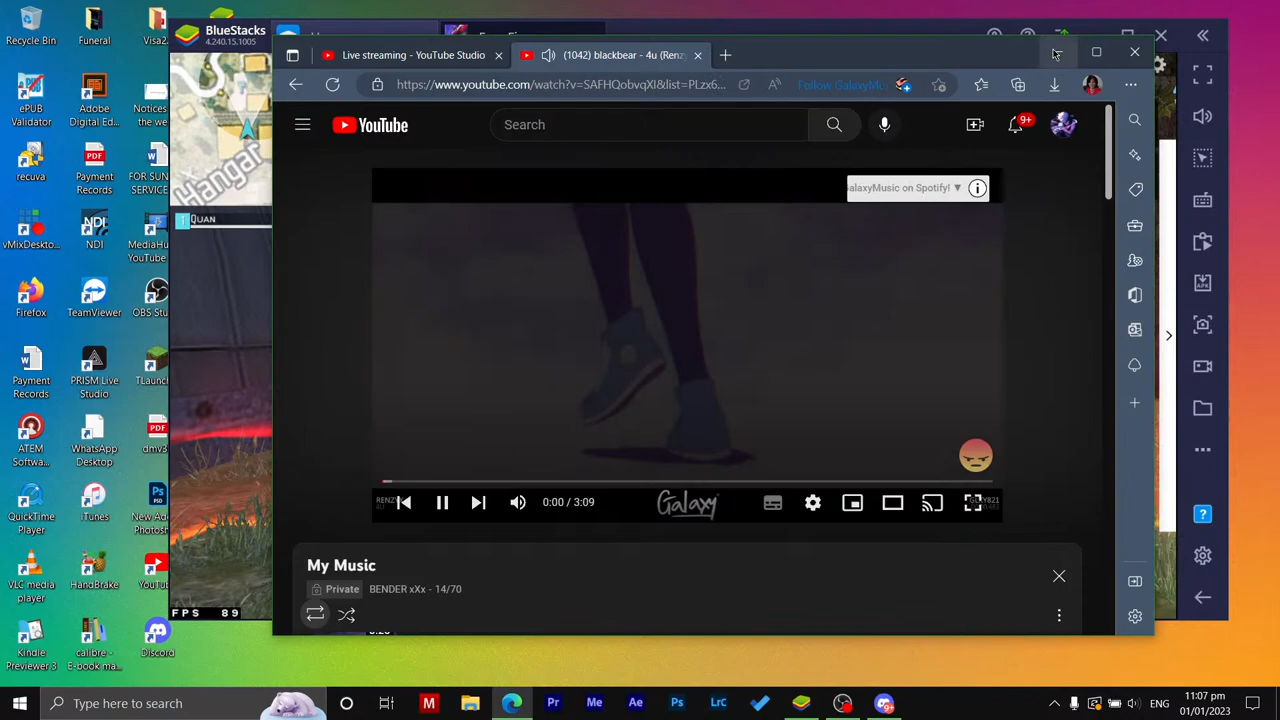 BlueStacks
4.240.15.1005
Live streaming - YouTube Studio
(1042) blackbear - 4u (Renz
https://www.youtube.com/watch?v=SAFHQobvqXI&list=PLzx6...
Follow GalaxyMu
YouTube
Search
9+
GalaxyMusic on Spotify!
Hangar
QUAN
0:00 / 3:09
Galaxy
My Music
Private
BENDER xXx - 14/70
FPS 89
Recycle Bin
Funeral
Visa2...
ePUB Validator
Adobe Digital Ed...
Notices the we
recuva
Payment Records
FOR SUN SERVICE
vMixDeskto...
NDI
MediaHu YouTube
Firefox
TeamViewer
OBS Stu
Payment Records
PRISM Live Studio
TLaunc
ATEM Softwa...
WhatsApp Desktop
dmv3
QuickTime Player
iTunes
New Ad Photos
VLC media player
HandBrake
YouTu
Kindle Previewer 3
calibre - E-book ma...
Discord
Type here to search
ENG
11:07 pm
01/01/2023